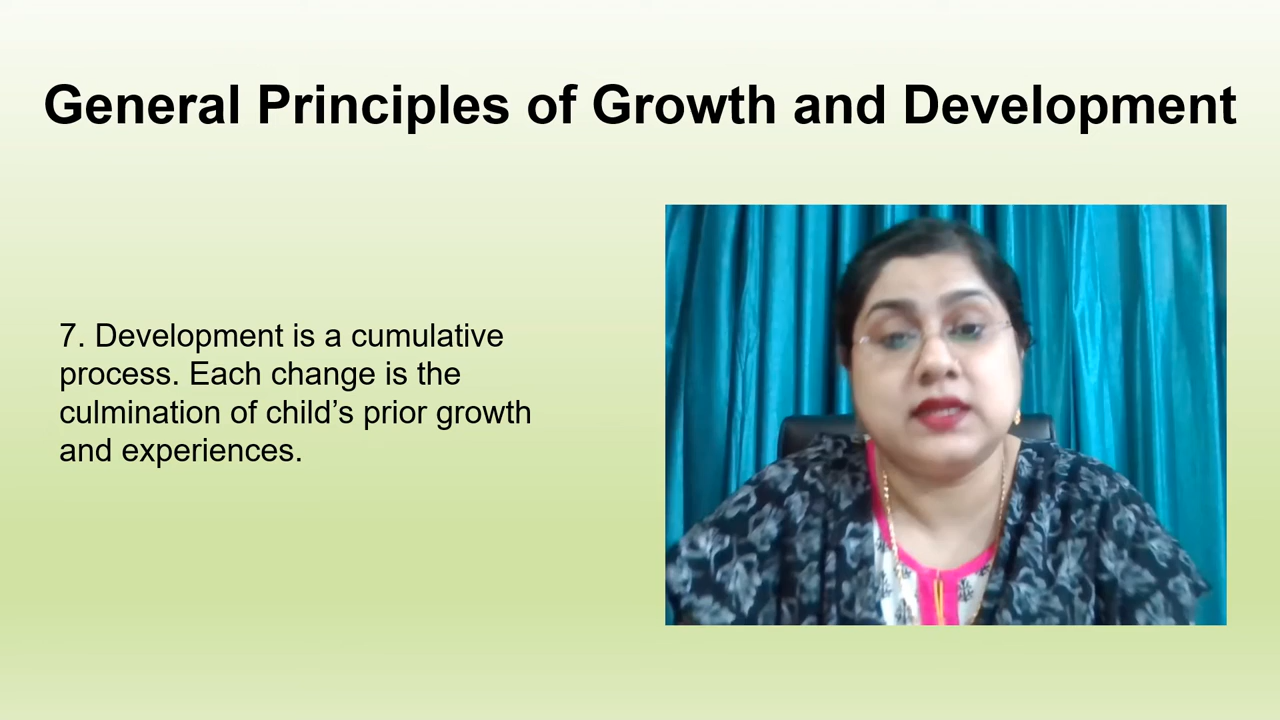 General Principles of Growth and Development
7. Development is a cumulative
process. Each change is the
culmination of child’s prior growth
and experiences.